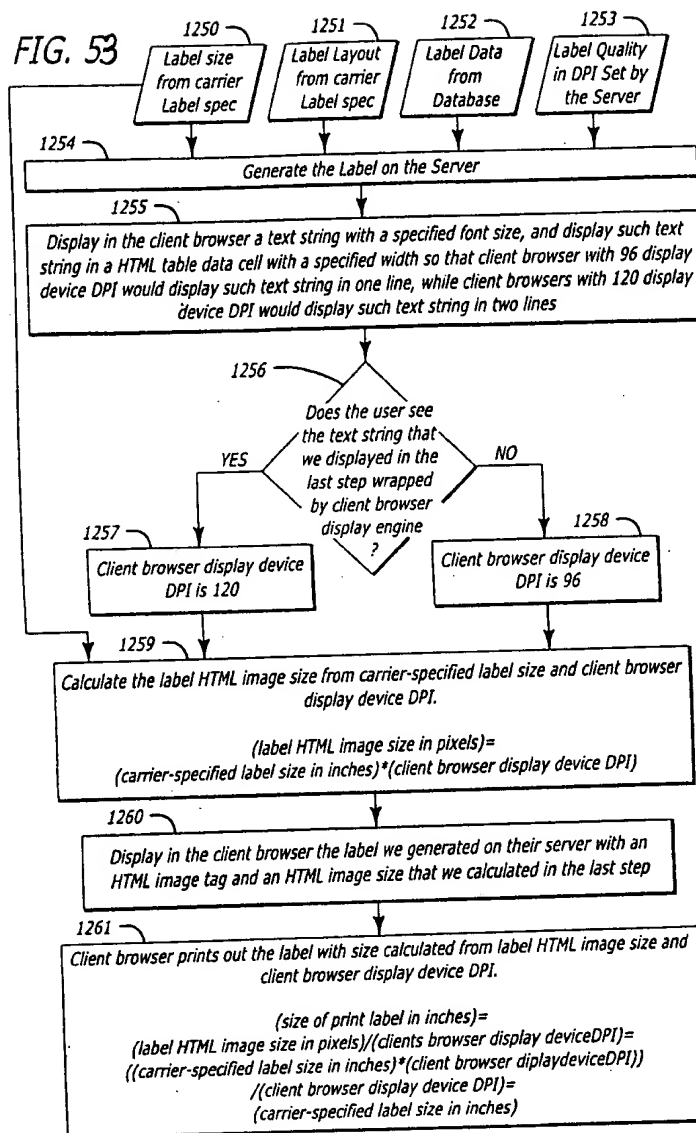 FIG. 53
1250
1251
1252
1253
Label size
from carrier
Label spec
Label Layout
from carrier
Label spec
Label Data
from
Database
Label Quality
in DPI Set by
the Server
1254
Generate the Label on the Server
1255
Display in the client browser a text string with a specified font size, and display such text
string in a HTML table data cell with a specified width so that client browser with 96 display
device DPI would display such text string in one line, while client browsers with 120 display
device DPI would display such text string in two lines
1256
Does the user see
the text string that
we displayed in the
last step wrapped
by client browser
display engine
?
YES
NO
1257
Client browser display device
DPI is 120
1258
Client browser display device
DPI is 96
1259
Calculate the label HTML image size from carrier-specified label size and client browser
display device DPI.
(label HTML image size in pixels)=
(carrier-specified label size in inches)*(client browser display device DPI)
1260
Display in the client browser the label we generated on their server with an
HTML image tag and an HTML image size that we calculated in the last step
1261
Client browser prints out the label with size calculated from label HTML image size and
client browser display device DPI.
(size of print label in inches)=
(label HTML image size in pixels)/(clients browser display deviceDPI)=
((carrier-specified label size in inches)*(client browser diplaydeviceDPI))
/(client browser display device DPI)=
(carrier-specified label size in inches)